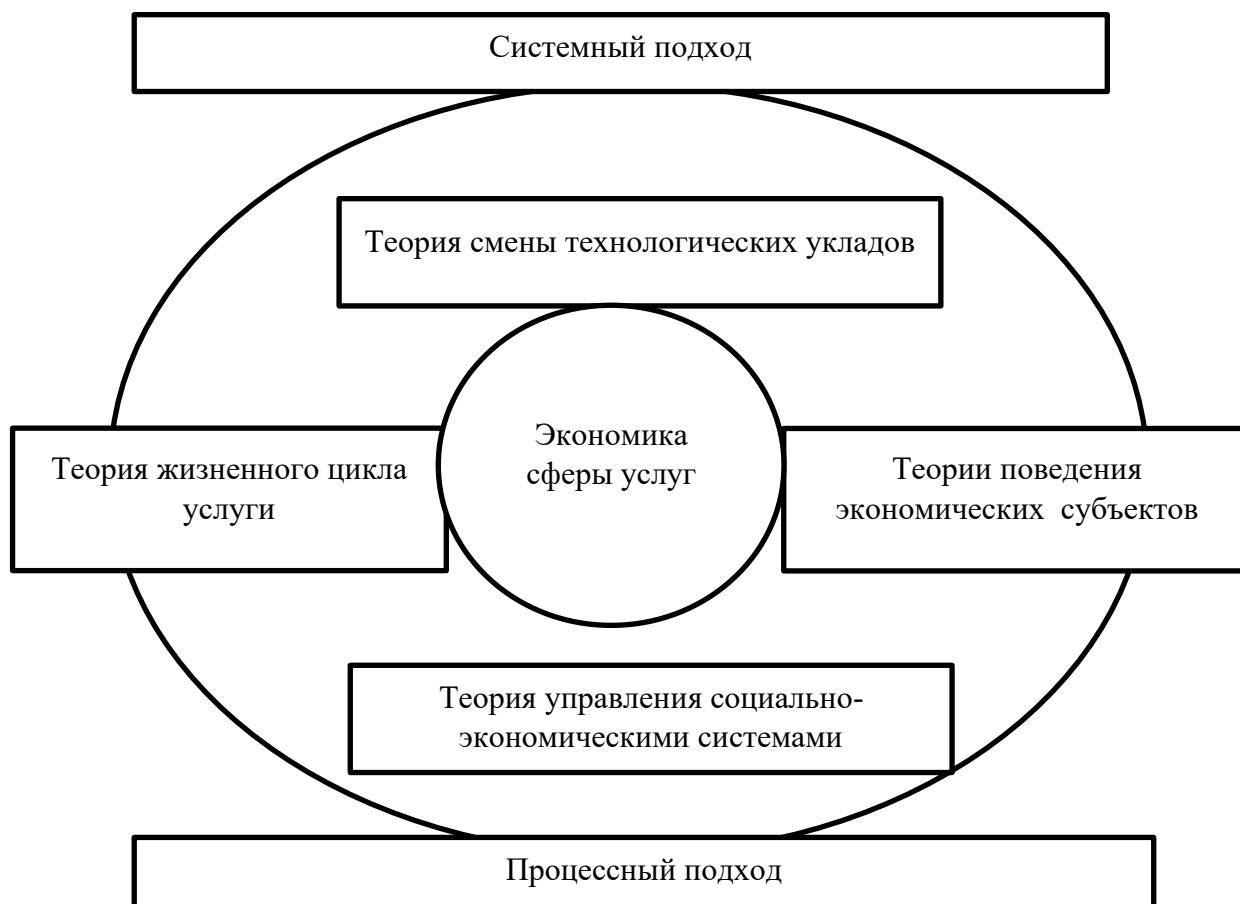 Системный подход
Теория смены технологических укладов
Экономика
сферы услуг
Теория жизненного цикла
услуги
Теории поведения
экономических  субъектов
Теория управления социально-
экономическими системами
Процессный подход